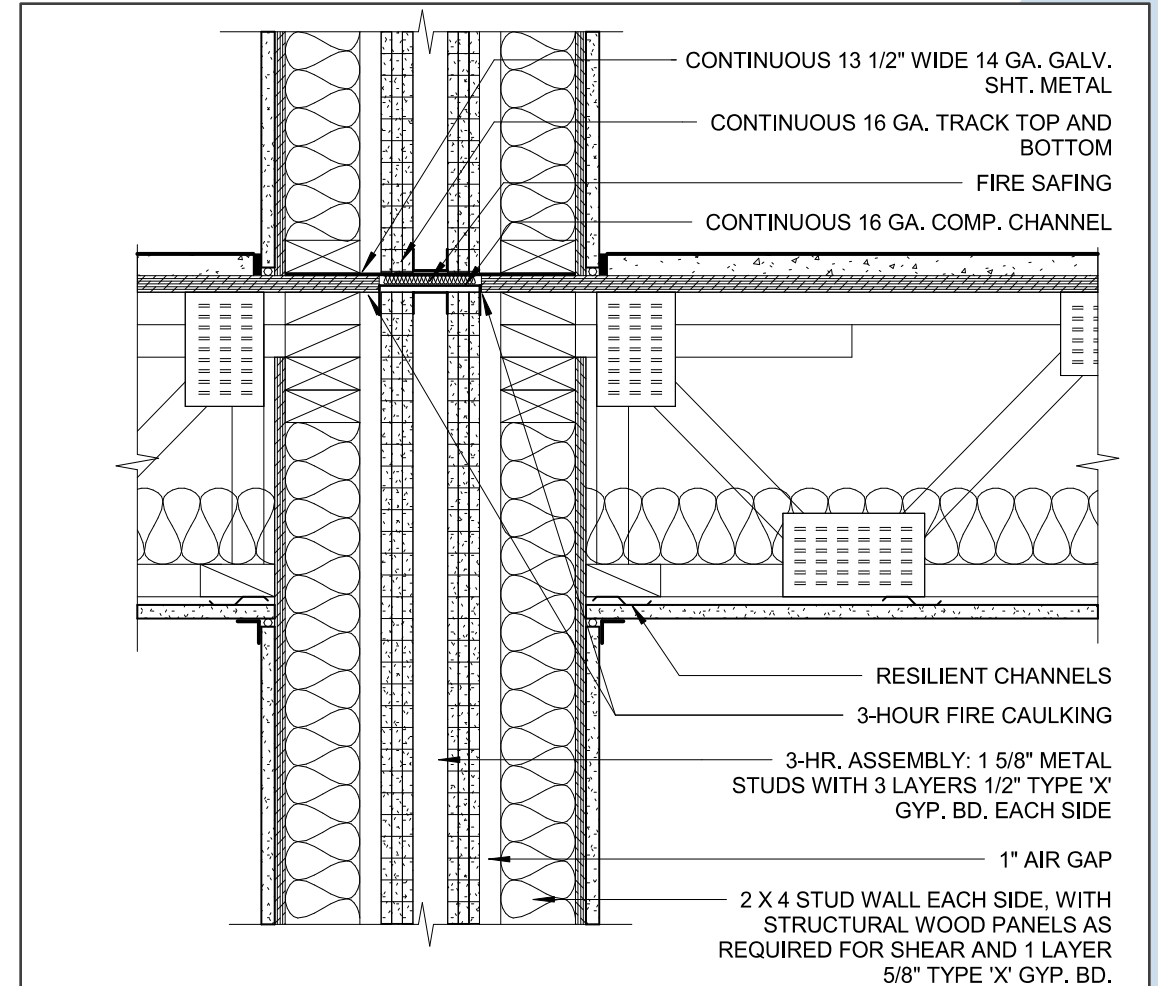 CONTINUOUS 13 1/2" WIDE 14 GA. GALV.
SHT. METAL
CONTINUOUS 16 GA. TRACK TOP AND
BOTTOM
FIRE SAFING
CONTINUOUS 16 GA. COMP. CHANNEL
RESILIENT CHANNELS
3-HOUR FIRE CAULKING
3-HR. ASSEMBLY: 1 5/8" METAL
STUDS WITH 3 LAYERS 1/2" TYPE 'X'
GYP. BD. EACH SIDE
1" AIR GAP
2 X 4 STUD WALL EACH SIDE, WITH
STRUCTURAL WOOD PANELS AS
REQUIRED FOR SHEAR AND 1 LAYER
5/8" TYPE 'X' GYP. BD.